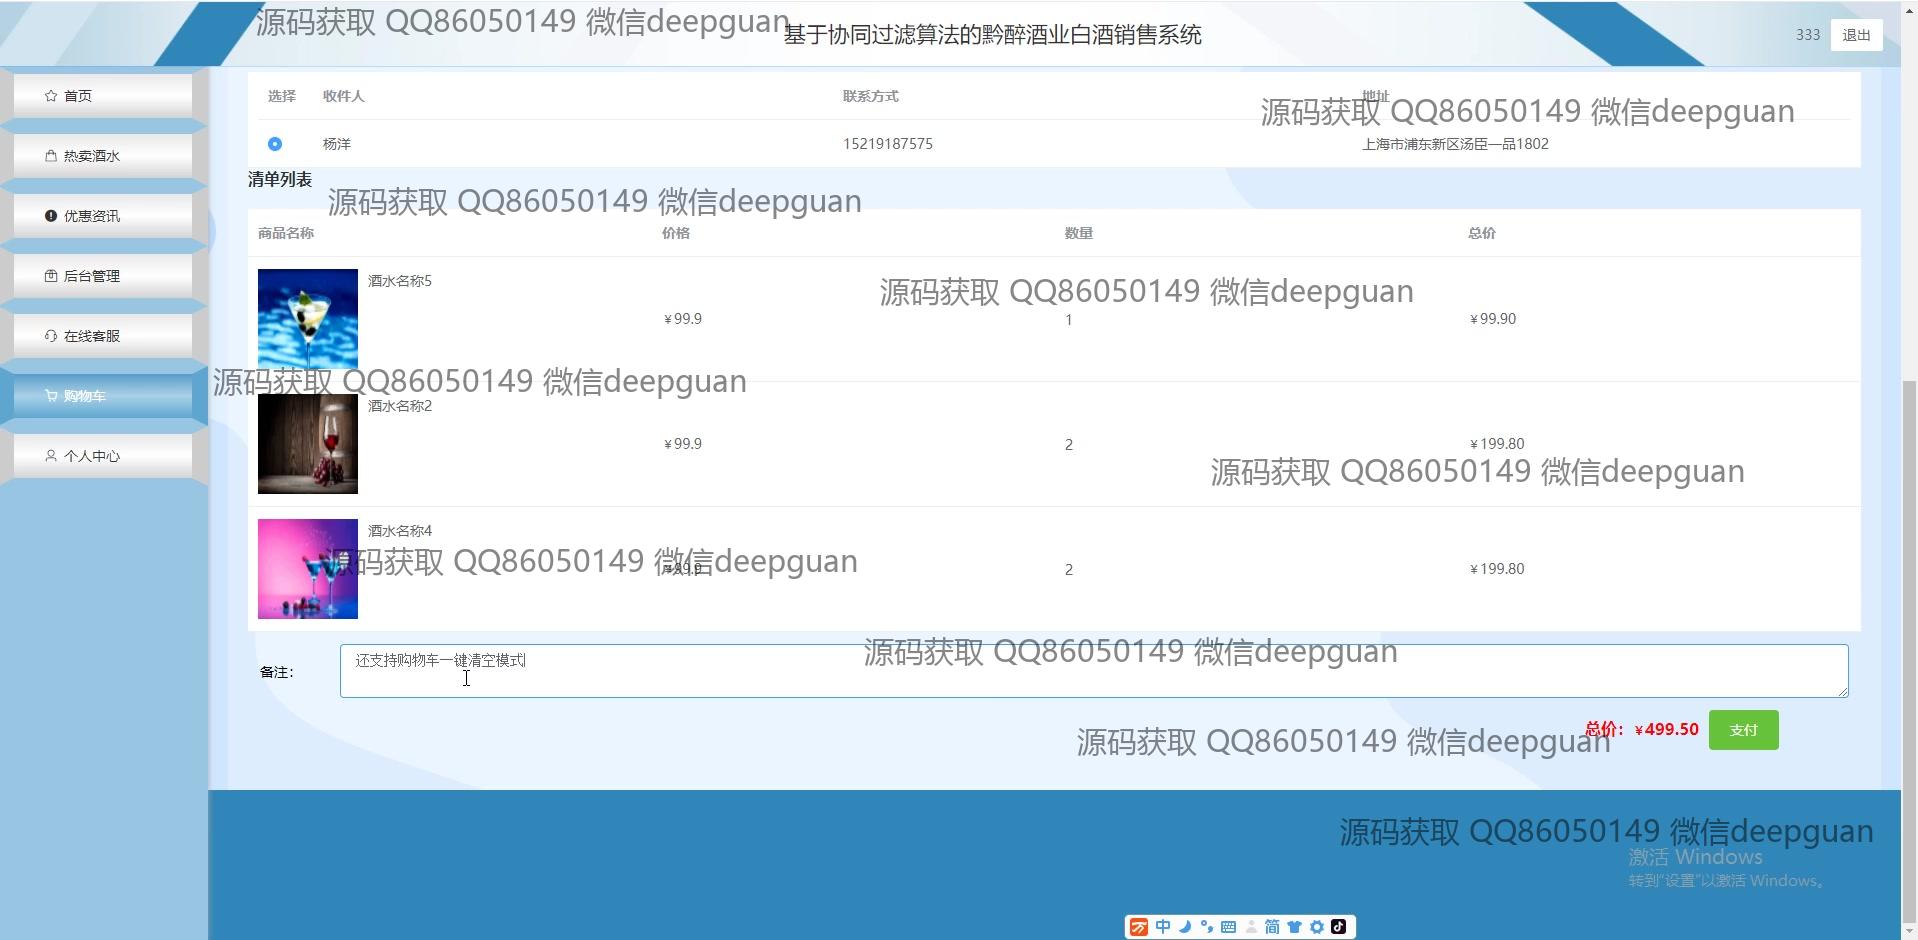 源码获取 QQ86050149 微信deepguan
基于协同过滤算法的黔醉酒业白酒销售系统
333 退出
首页
热卖酒水
优惠资讯
后台管理
在线客服
购物车
个人中心
选择 收件人 联系方式 地址
源码获取 QQ86050149 微信deepguan
杨洋 15219187575 上海市浦东新区汤臣一品1802
清单列表
源码获取 QQ86050149 微信deepguan
商品名称 价格 数量 总价
酒水名称5
源码获取 QQ86050149 微信deepguan
¥99.9 1 ¥99.90
源码获取 QQ86050149 微信deepguan
酒水名称2
¥99.9 2 ¥199.80
源码获取 QQ86050149 微信deepguan
酒水名称4
源码获取 QQ86050149 微信deepguan
¥99.9 2 ¥199.80
源码获取 QQ86050149 微信deepguan
备注： 还支持购物车一键清空模式
总价：¥499.50 支付
源码获取 QQ86050149 微信deepguan
源码获取 QQ86050149 微信deepguan
激活 Windows
转到"设置"以激活 Windows。
中 简